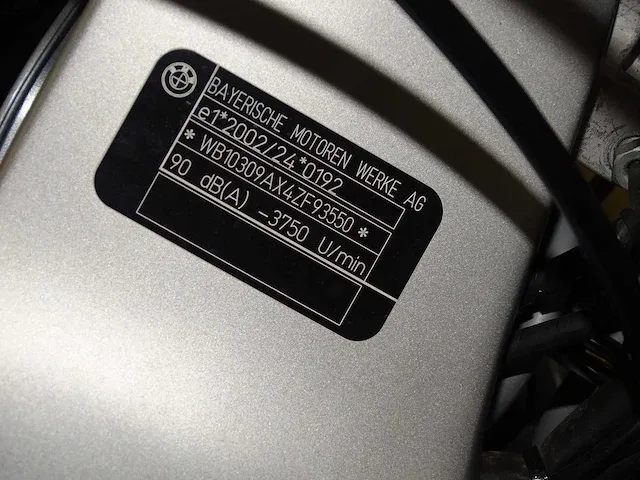 BAYERISCHE MOTOREN WERKE AG
e1*2002/24*0192
* WB10309AX4ZF93550 *
90 dB(A) -3750 U/min